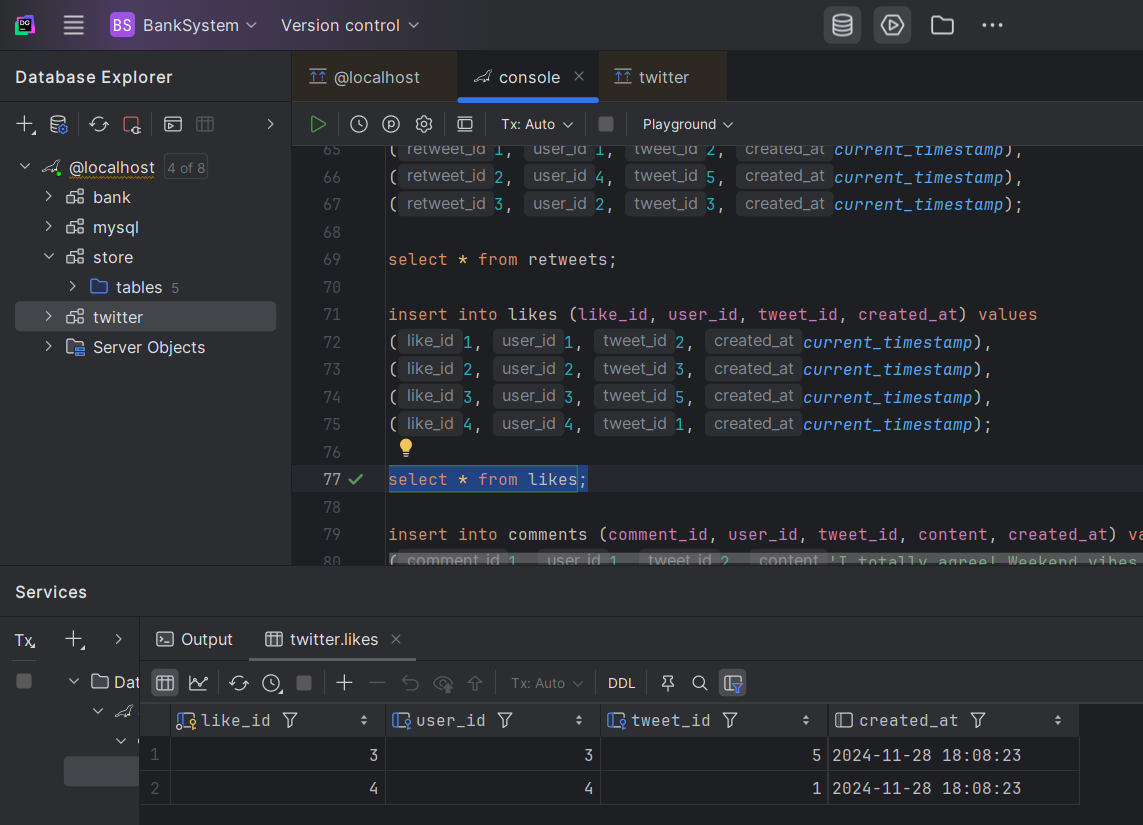 BS BankSystem Version control
Database Explorer
@localhost console twitter
Tx: Auto Playground
@localhost 4 of 8
bank
mysql
store
tables 5
twitter
Server Objects
65 ( retweet_id 1, user_id 1, tweet_id 2, created_at current_timestamp),
66 ( retweet_id 2, user_id 4, tweet_id 5, created_at current_timestamp),
67 ( retweet_id 3, user_id 2, tweet_id 3, created_at current_timestamp);
68
69 select * from retweets;
70
71 insert into likes (like_id, user_id, tweet_id, created_at) values
72 ( like_id 1, user_id 1, tweet_id 2, created_at current_timestamp),
73 ( like_id 2, user_id 2, tweet_id 3, created_at current_timestamp),
74 ( like_id 3, user_id 3, tweet_id 5, created_at current_timestamp),
75 ( like_id 4, user_id 4, tweet_id 1, created_at current_timestamp);
76
77 select * from likes;
78
79 insert into comments (comment_id, user_id, tweet_id, content, created_at) va
80 ( comment_id 1, user_id 1, tweet_id 2, content 'I totally agree! Weekend vibes
Services
Tx Output twitter.likes
Dat
Tx: Auto DDL
like_id user_id tweet_id created_at
1 3 3 5 2024-11-28 18:08:23
2 4 4 1 2024-11-28 18:08:23